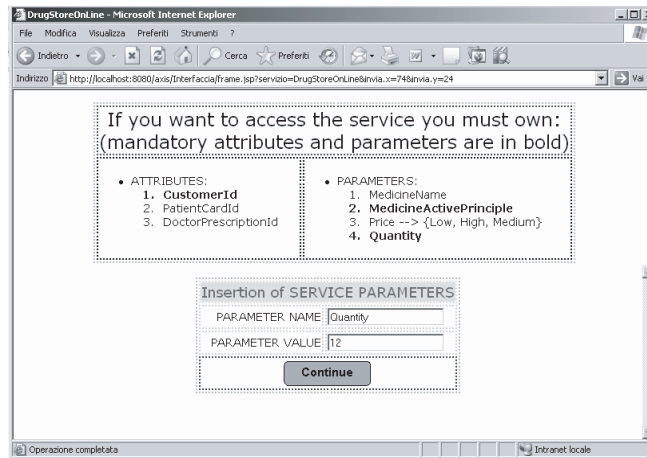 DrugStoreOnLine - Microsoft Internet Explorer
File Modifica Visualizza Preferiti Strumenti ?
Indietro Cerca Preferiti
Indirizzo http://localhost:8080/axis/Interfaccia/frame.jsp?servizio=DrugStoreOnLine&invia.x=74&invia.y=24 Vai
If you want to access the service you must own:
(mandatory attributes and parameters are in bold)
• ATTRIBUTES:
1. CustomerId
2. PatientCardId
3. DoctorPrescriptionId
• PARAMETERS:
1. MedicineName
2. MedicineActivePrinciple
3. Price --> {Low, High, Medium}
4. Quantity
Insertion of SERVICE PARAMETERS
PARAMETER NAME Quantity
PARAMETER VALUE 12
Continue
Operazione completata Intranet locale